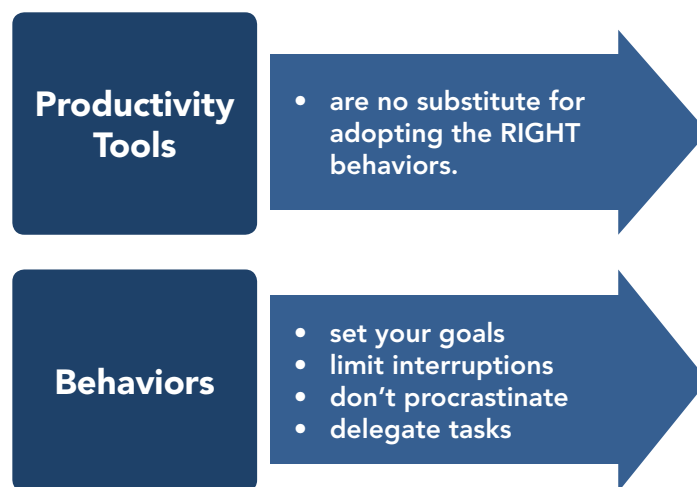 Productivity
Tools
• are no substitute for
adopting the RIGHT
behaviors.
Behaviors
• set your goals
• limit interruptions
• don’t procrastinate
• delegate tasks